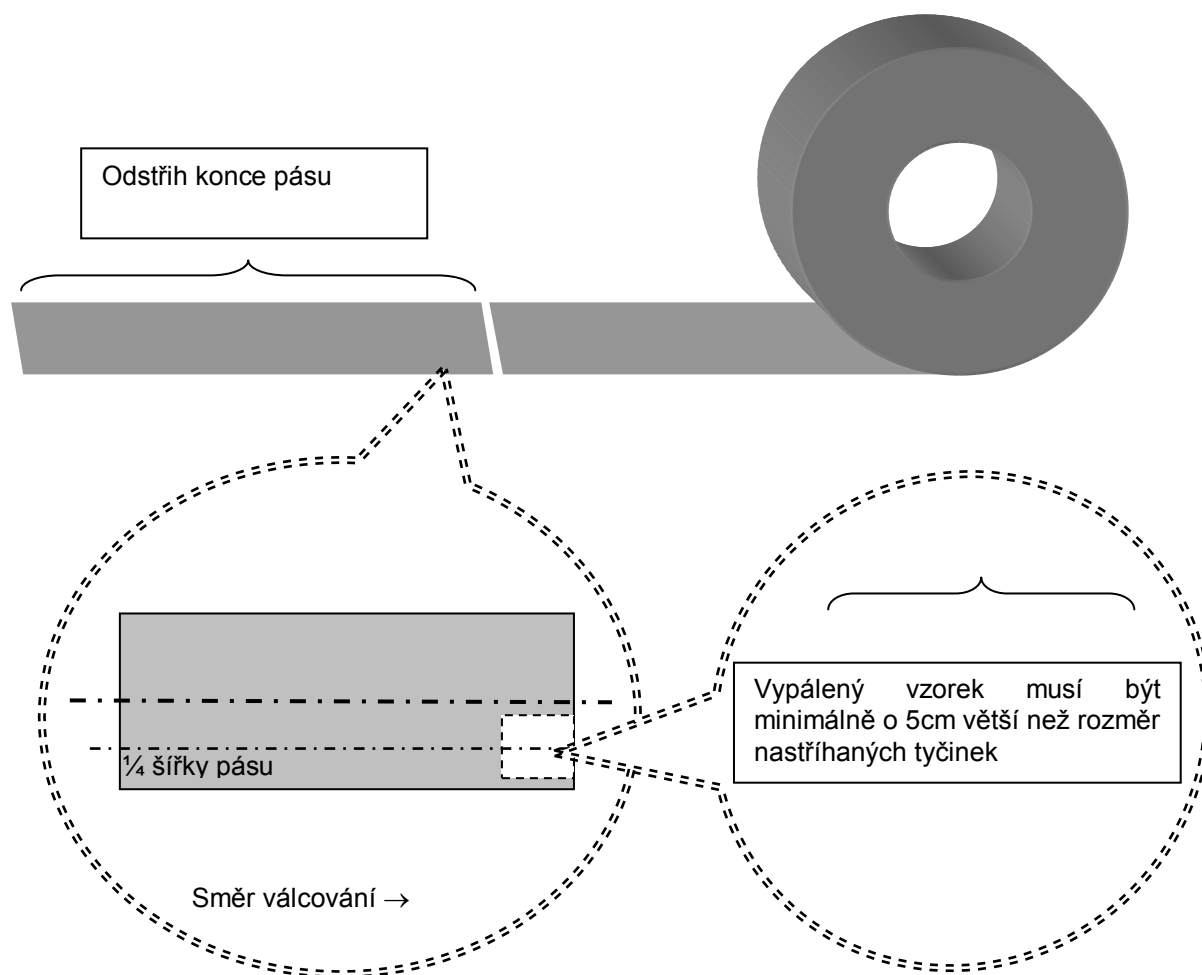 Odstřih konce pásu
Vypálený vzorek musí být
minimálně o 5cm větší než rozměr
nastříhaných tyčinek
¼ šířky pásu
Směr válcování →